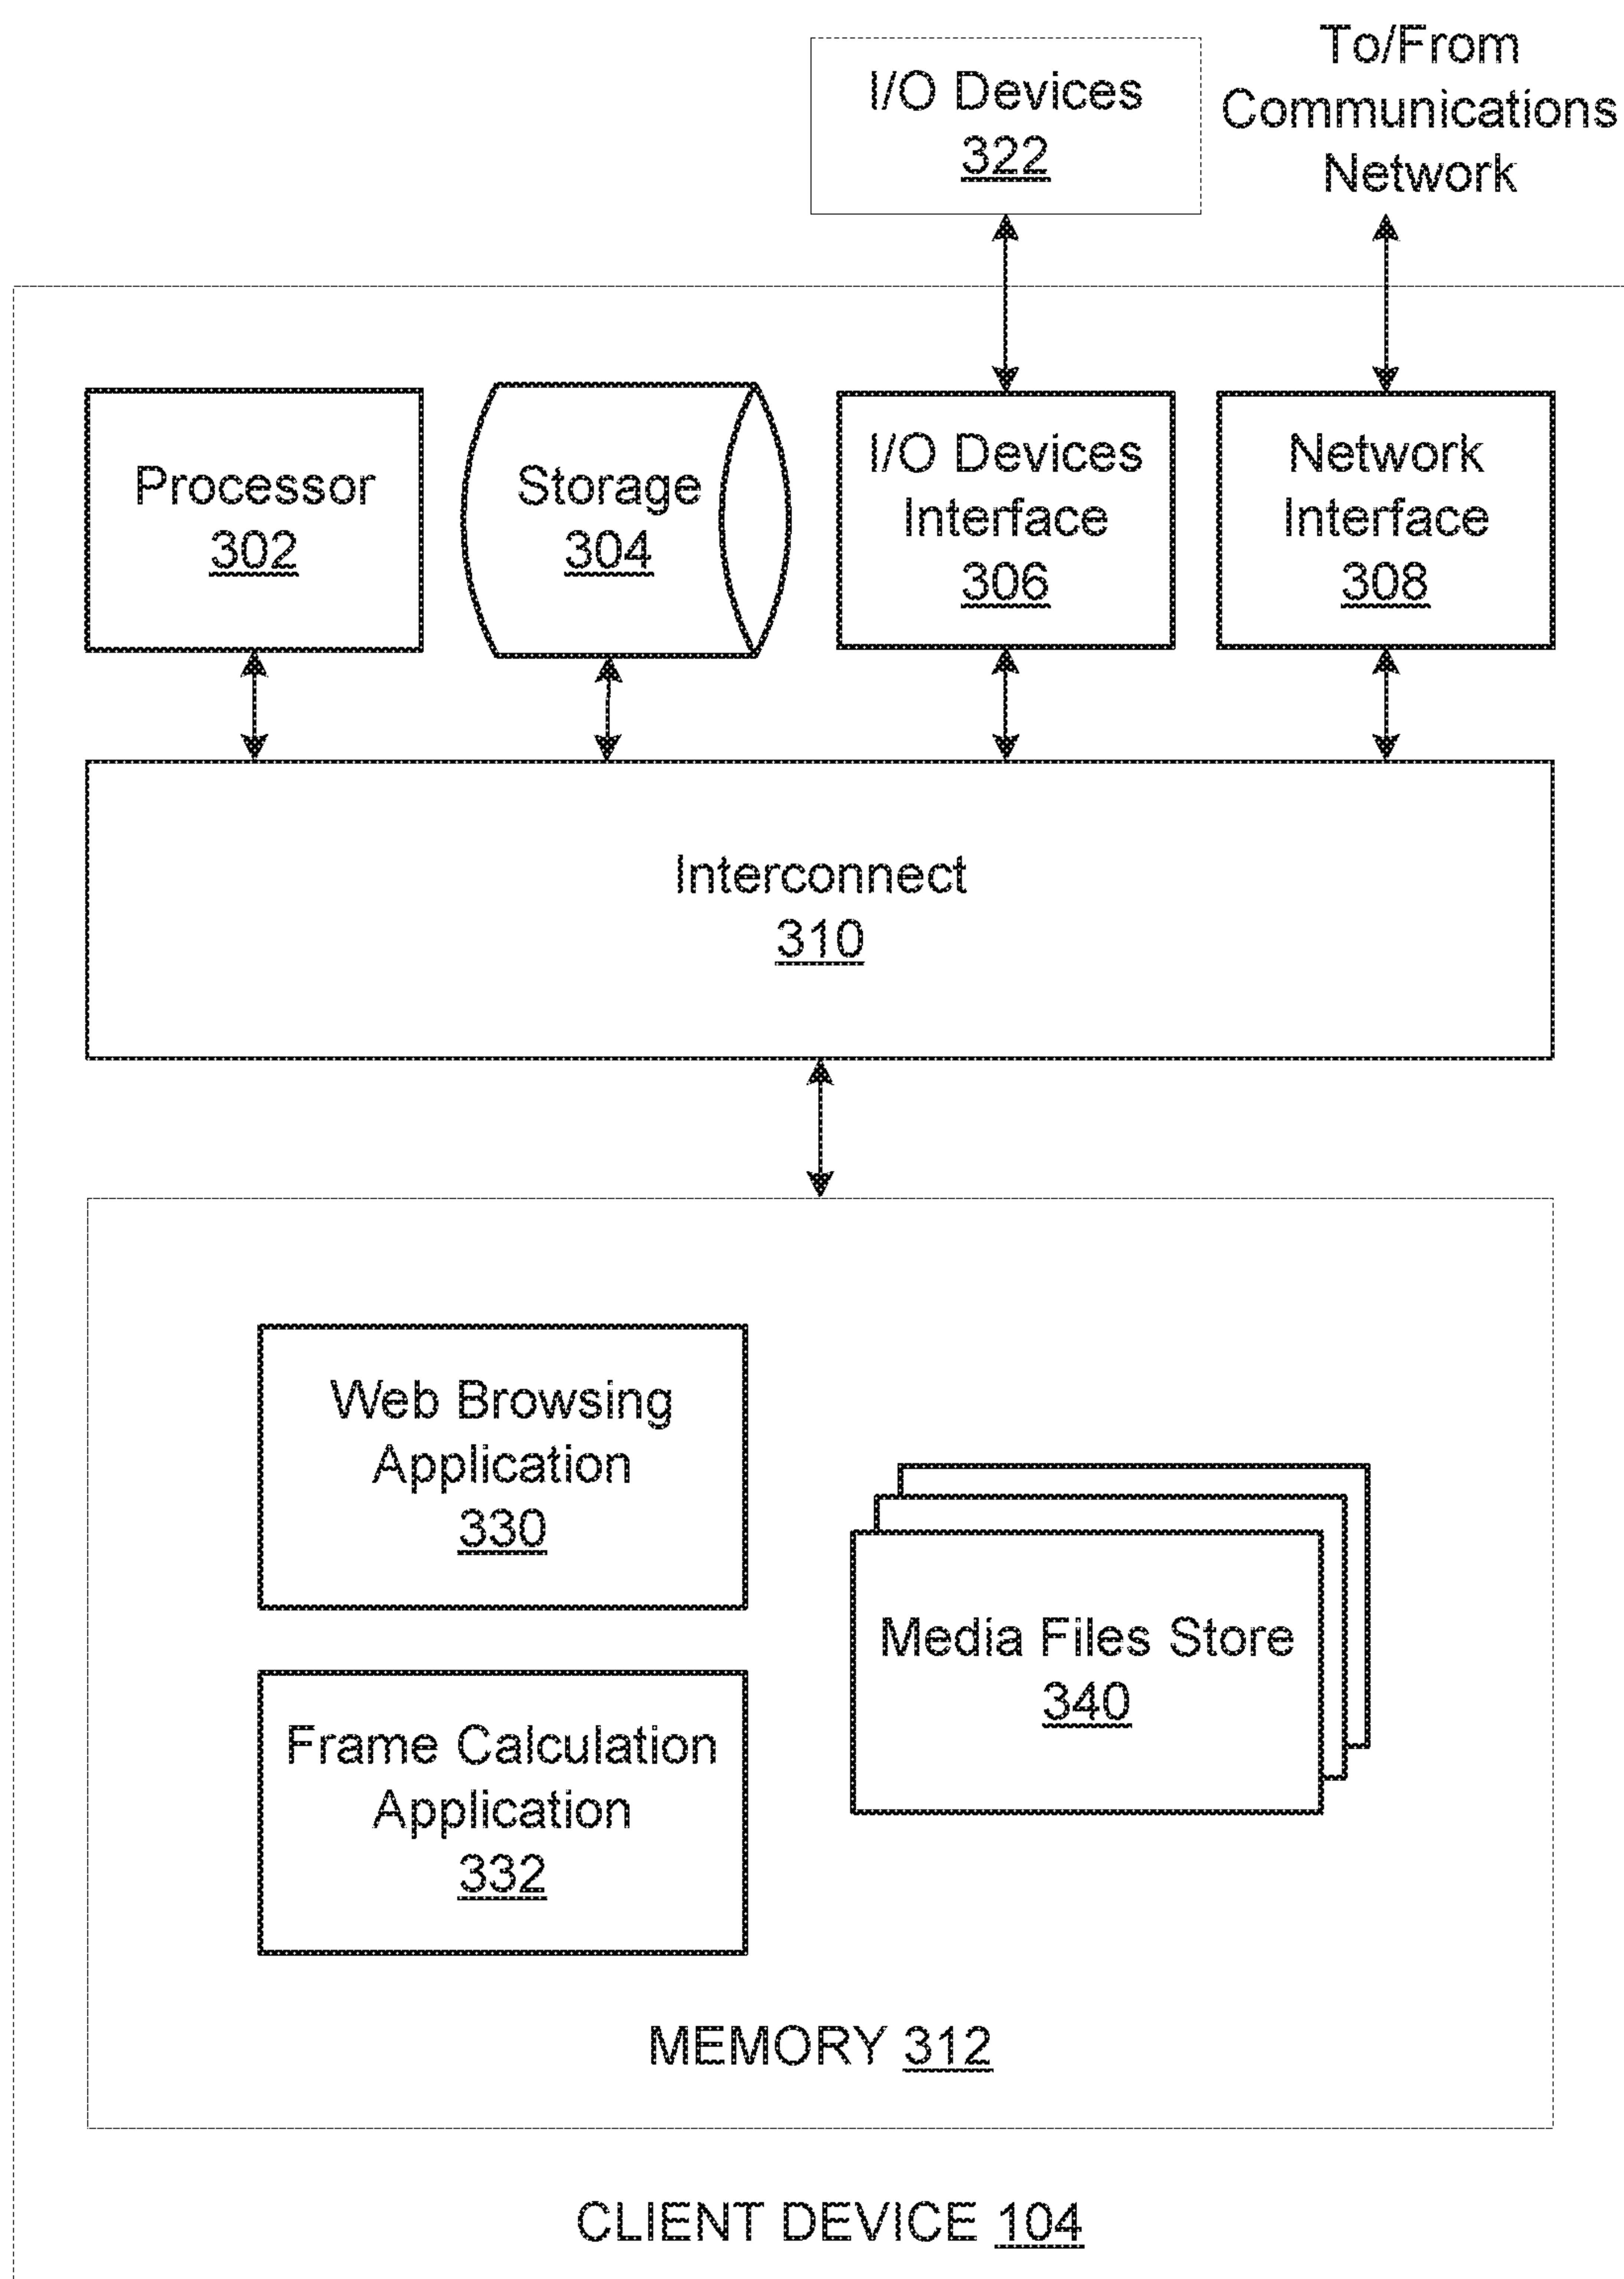 I/O Devices
322
To/From
Communications
Network
Processor
302
Storage
304
I/O Devices
Interface
306
Network
Interface
308
Interconnect
310
Web Browsing
Application
330
Media Files Store
340
Frame Calculation
Application
332
MEMORY 312
CLIENT DEVICE 104